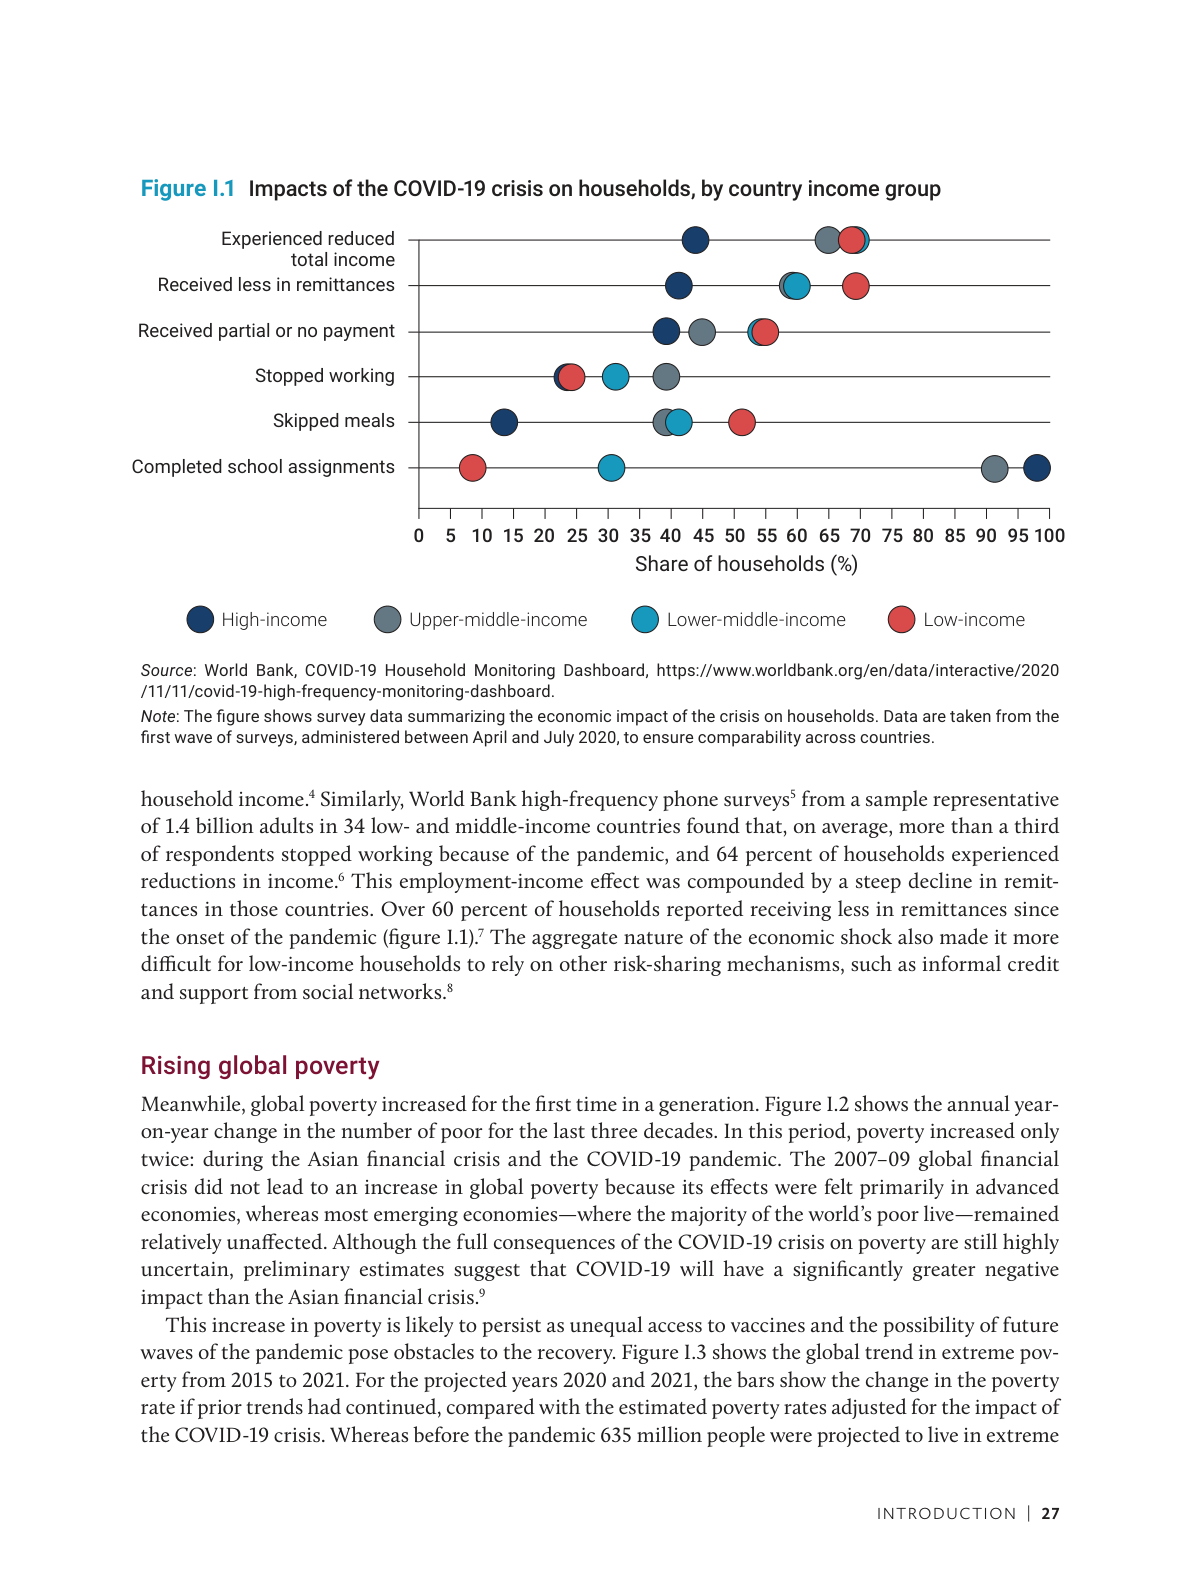 Figure I.1 Impacts of the COVID-19 crisis on households, by country income group
Experienced reduced
total income
Received less in remittances
Received partial or no payment
Stopped working
Skipped meals
Completed school assignments
0 5 10 15 20 25 30 35 40 45 50 55 60 65 70 75 80 85 90 95 100
Share of households (%)
High-income Upper-middle-income Lower-middle-income Low-income
Source: World Bank, COVID-19 Household Monitoring Dashboard, https://www.worldbank.org/en/data/interactive/2020
/11/11/covid-19-high-frequency-monitoring-dashboard.
Note: The figure shows survey data summarizing the economic impact of the crisis on households. Data are taken from the
first wave of surveys, administered between April and July 2020, to ensure comparability across countries.
household income.4 Similarly, World Bank high-frequency phone surveys5 from a sample representative
of 1.4 billion adults in 34 low- and middle-income countries found that, on average, more than a third
of respondents stopped working because of the pandemic, and 64 percent of households experienced
reductions in income.6 This employment-income effect was compounded by a steep decline in remit-
tances in those countries. Over 60 percent of households reported receiving less in remittances since
the onset of the pandemic (figure I.1).7 The aggregate nature of the economic shock also made it more
difficult for low-income households to rely on other risk-sharing mechanisms, such as informal credit
and support from social networks.8
Rising global poverty
Meanwhile, global poverty increased for the first time in a generation. Figure I.2 shows the annual year-
on-year change in the number of poor for the last three decades. In this period, poverty increased only
twice: during the Asian financial crisis and the COVID-19 pandemic. The 2007–09 global financial
crisis did not lead to an increase in global poverty because its effects were felt primarily in advanced
economies, whereas most emerging economies—where the majority of the world's poor live—remained
relatively unaffected. Although the full consequences of the COVID-19 crisis on poverty are still highly
uncertain, preliminary estimates suggest that COVID-19 will have a significantly greater negative
impact than the Asian financial crisis.9
This increase in poverty is likely to persist as unequal access to vaccines and the possibility of future
waves of the pandemic pose obstacles to the recovery. Figure I.3 shows the global trend in extreme pov-
erty from 2015 to 2021. For the projected years 2020 and 2021, the bars show the change in the poverty
rate if prior trends had continued, compared with the estimated poverty rates adjusted for the impact of
the COVID-19 crisis. Whereas before the pandemic 635 million people were projected to live in extreme
INTRODUCTION | 27